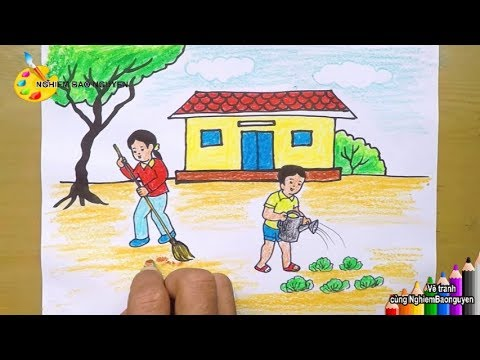 NGHIEM BAO NGUYEN
Vẽ tranh
cùng NghiemBaonguyen